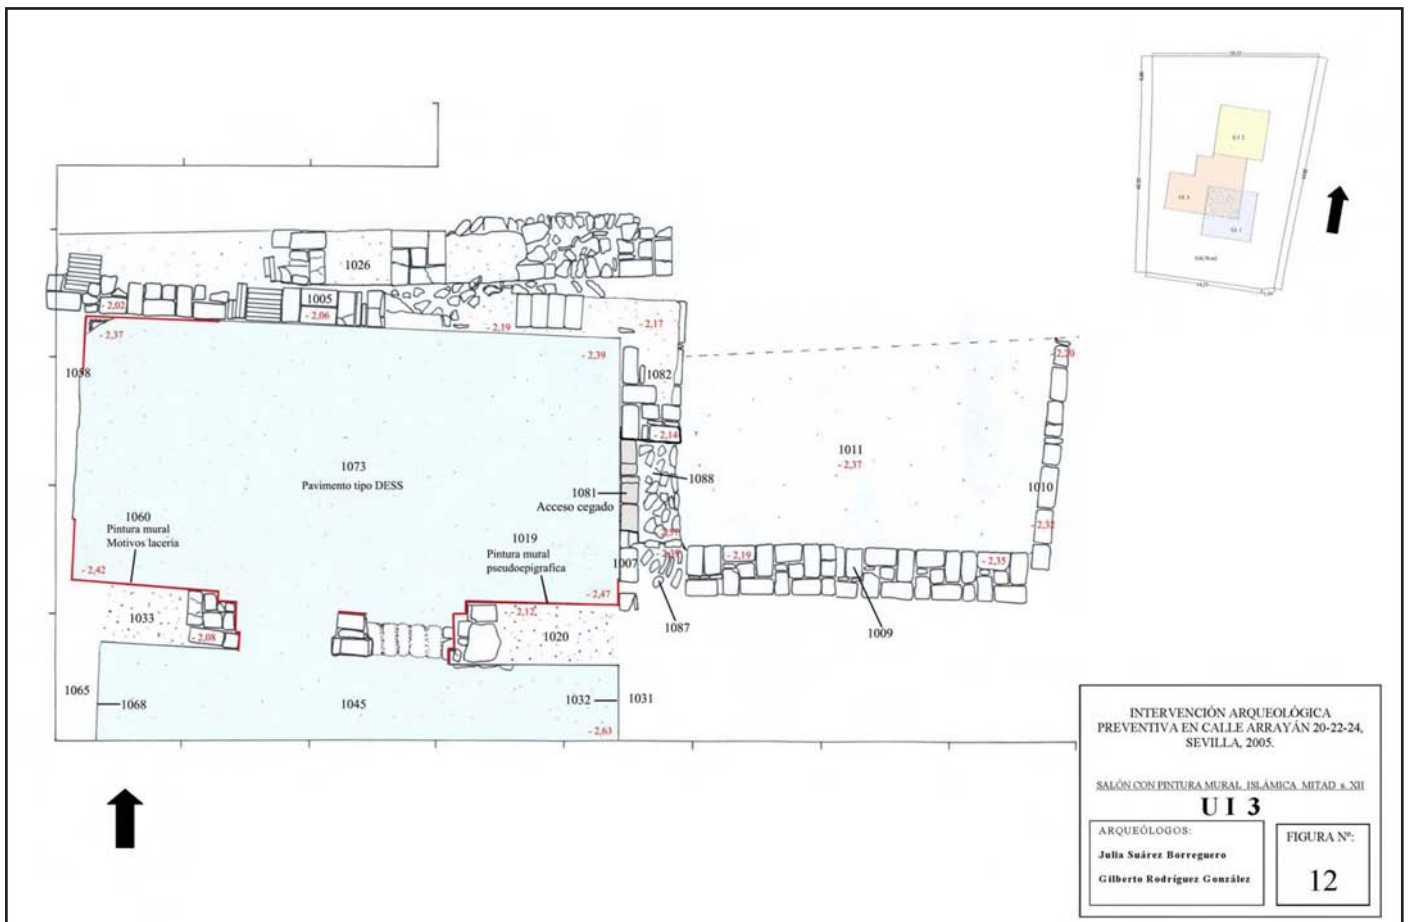 UI 3
1026
1005
- 2,02
- 2,06
- 2,19
- 2,17
- 2,37
- 2,39
1058
1082
- 2,20
- 2,14
1073
Pavimento tipo DESS
1011
- 2,37
1088
1081
Acceso cegado
1010
1060
Pintura mural
Motivos laceria
1019
Pintura mural
pseudoepigrafica
- 2,32
- 2,19
- 2,35
1007
- 2,42
- 2,47
- 2,12
1033
- 2,08
1020
1087
1009
1065
1068
1045
1032
1031
- 2,63
INTERVENCIÓN ARQUEOLÓGICA
PREVENTIVA EN CALLE ARRAYÁN 20-22-24,
SEVILLA, 2005.
SALÓN CON PINTURA MURAL ISLÁMICA MITAD s. XII
U I 3
ARQUEÓLOGOS:
Julia Suárez Borreguero
Gilberto Rodríguez González
FIGURA Nº:
12